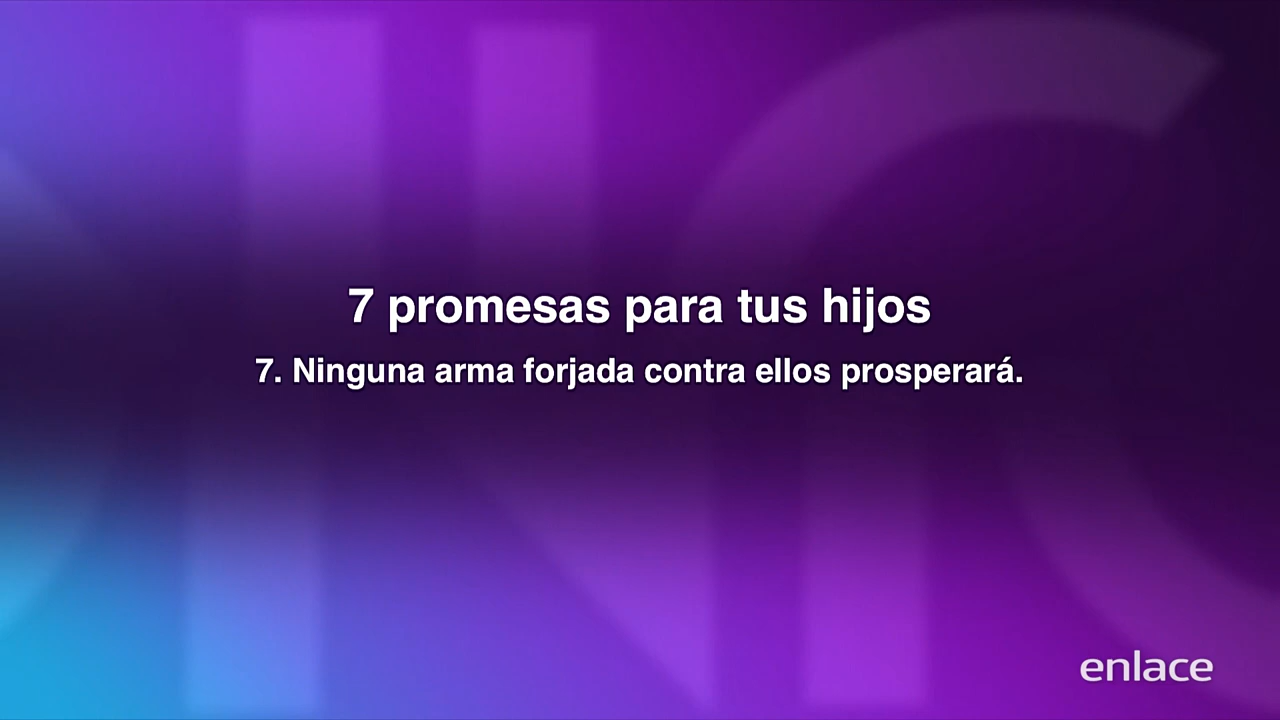 7 promesas para tus hijos
7. Ninguna arma forjada contra ellos prosperará.
enlace